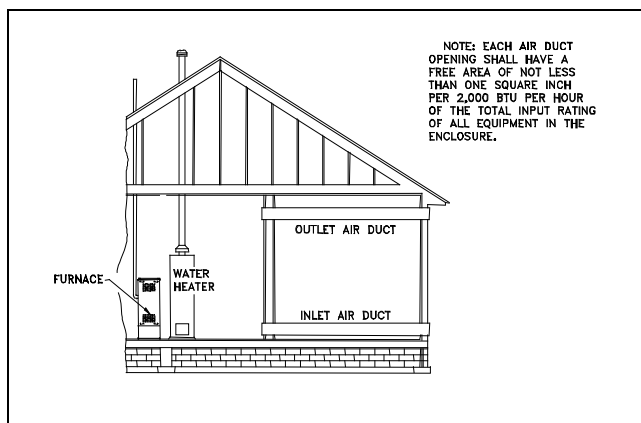 NOTE: EACH AIR DUCT
OPENING SHALL HAVE A
FREE AREA OF NOT LESS
THAN ONE SQUARE INCH
PER 2,000 BTU PER HOUR
OF THE TOTAL INPUT RATING
OF ALL EQUIPMENT IN THE
ENCLOSURE.
OUTLET AIR DUCT
FURNACE
WATER
HEATER
INLET AIR DUCT